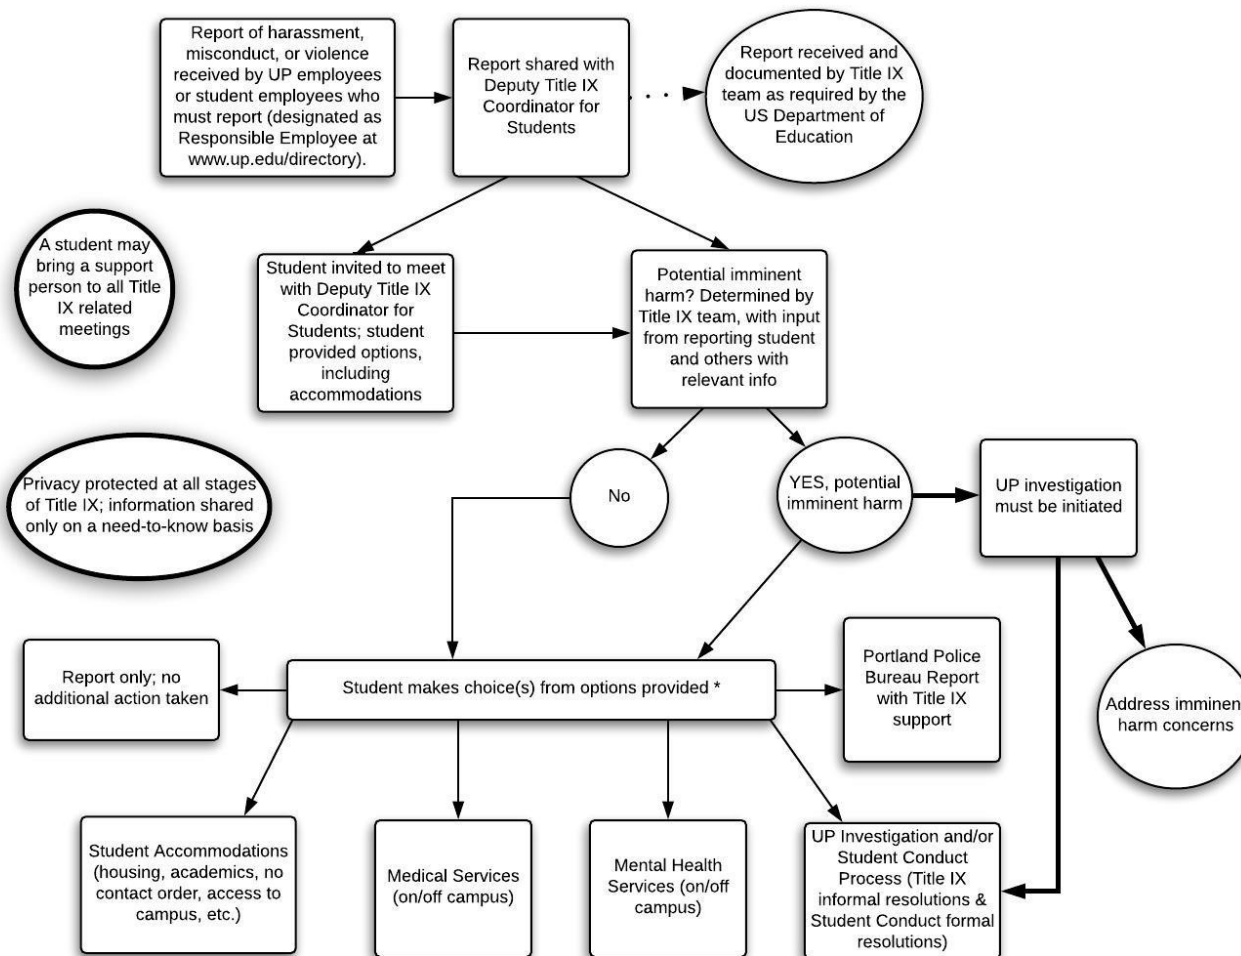 Report of harassment,
misconduct, or violence
received by UP employees
or student employees who
must report (designated as
Responsible Employee at
www.up.edu/directory).
Report shared with
Deputy Title IX
Coordinator for
Students
Report received and
documented by Title IX
team as required by the
US Department of
Education
A student may
bring a support
person to all Title
IX related
meetings
Student invited to meet
with Deputy Title IX
Coordinator for
Students; student
provided options,
including
accommodations
Potential imminent
harm? Determined by
Title IX team, with input
from reporting student
and others with
relevant info
Privacy protected at all stages
of Title IX; information shared
only on a need-to-know basis
No
YES, potential
imminent harm
UP investigation
must be initiated
Report only; no
additional action taken
Student makes choice(s) from options provided *
Portland Police
Bureau Report
with Title IX
support
Address imminen
harm concerns
Student Accommodations
(housing, academics, no
contact order, access to
campus, etc.)
Medical Services
(on/off campus)
Mental Health
Services (on/off
campus)
UP Investigation and/or
Student Conduct
Process (Title IX
informal resolutions &
Student Conduct formal
resolutions)